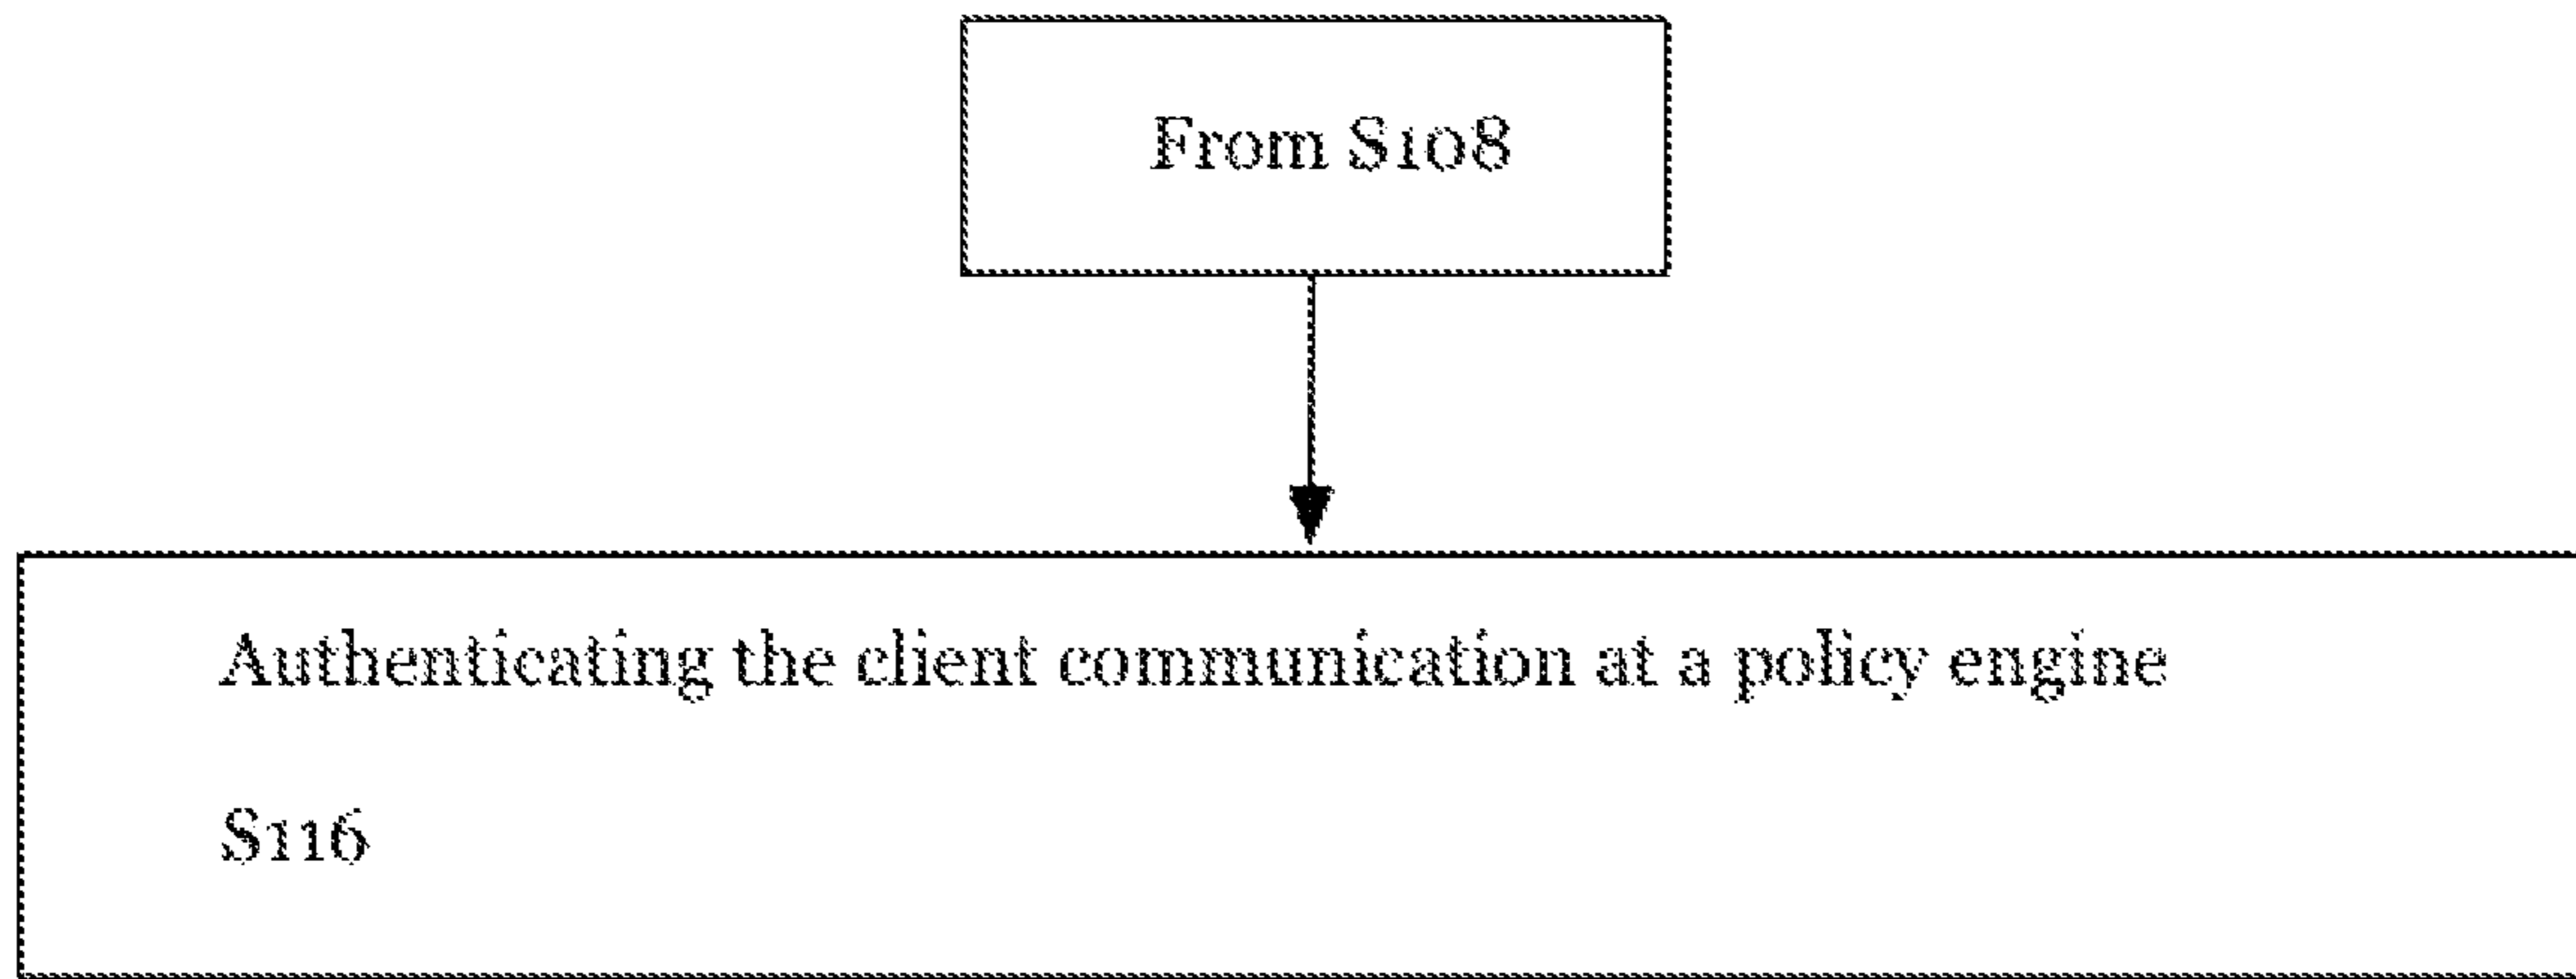 From S108
Authenticating the client communication at a policy engine
S116